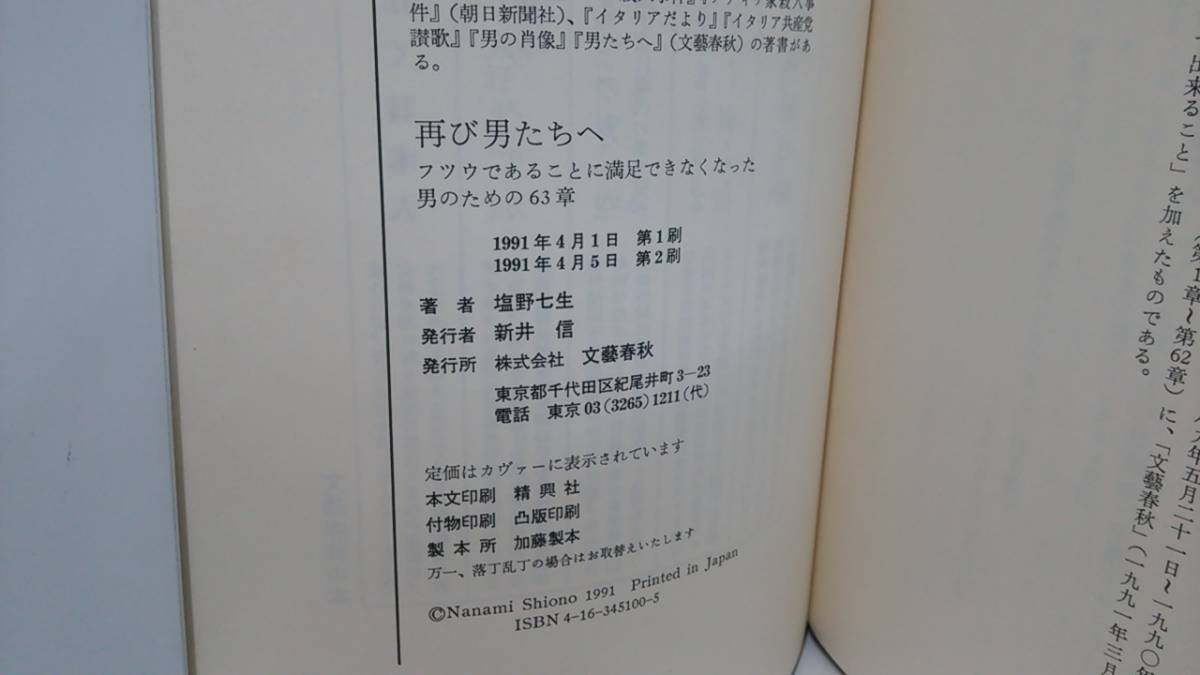 件』(朝日新聞社)、『イタリアだより』『イタリア共産党
讃歌』『男の肖像』『男たちへ』(文藝春秋)の著書があ
る。
再び男たちへ
フツウであることに満足できなくなった
男のための63章
1991年4月1日 第1刷
1991年4月5日 第2刷
著 者 塩野七生
発行者 新井 信
発行所 株式会社 文藝春秋
東京都千代田区紀尾井町3—23
電話 東京03(3265)1211(代)
定価はカヴァーに表示されています
本文印刷 精興社
付物印刷 凸版印刷
製本所 加藤製本
万一、落丁乱丁の場合はお取替えいたします
©Nanami Shiono 1991 Printed in Japan
ISBN4-16-345100-5
年五月二十一日〜一九九〇年
(第1章〜第62章)に、「文藝春秋」(一九九一年三月
「出来ること」を加えたものである。